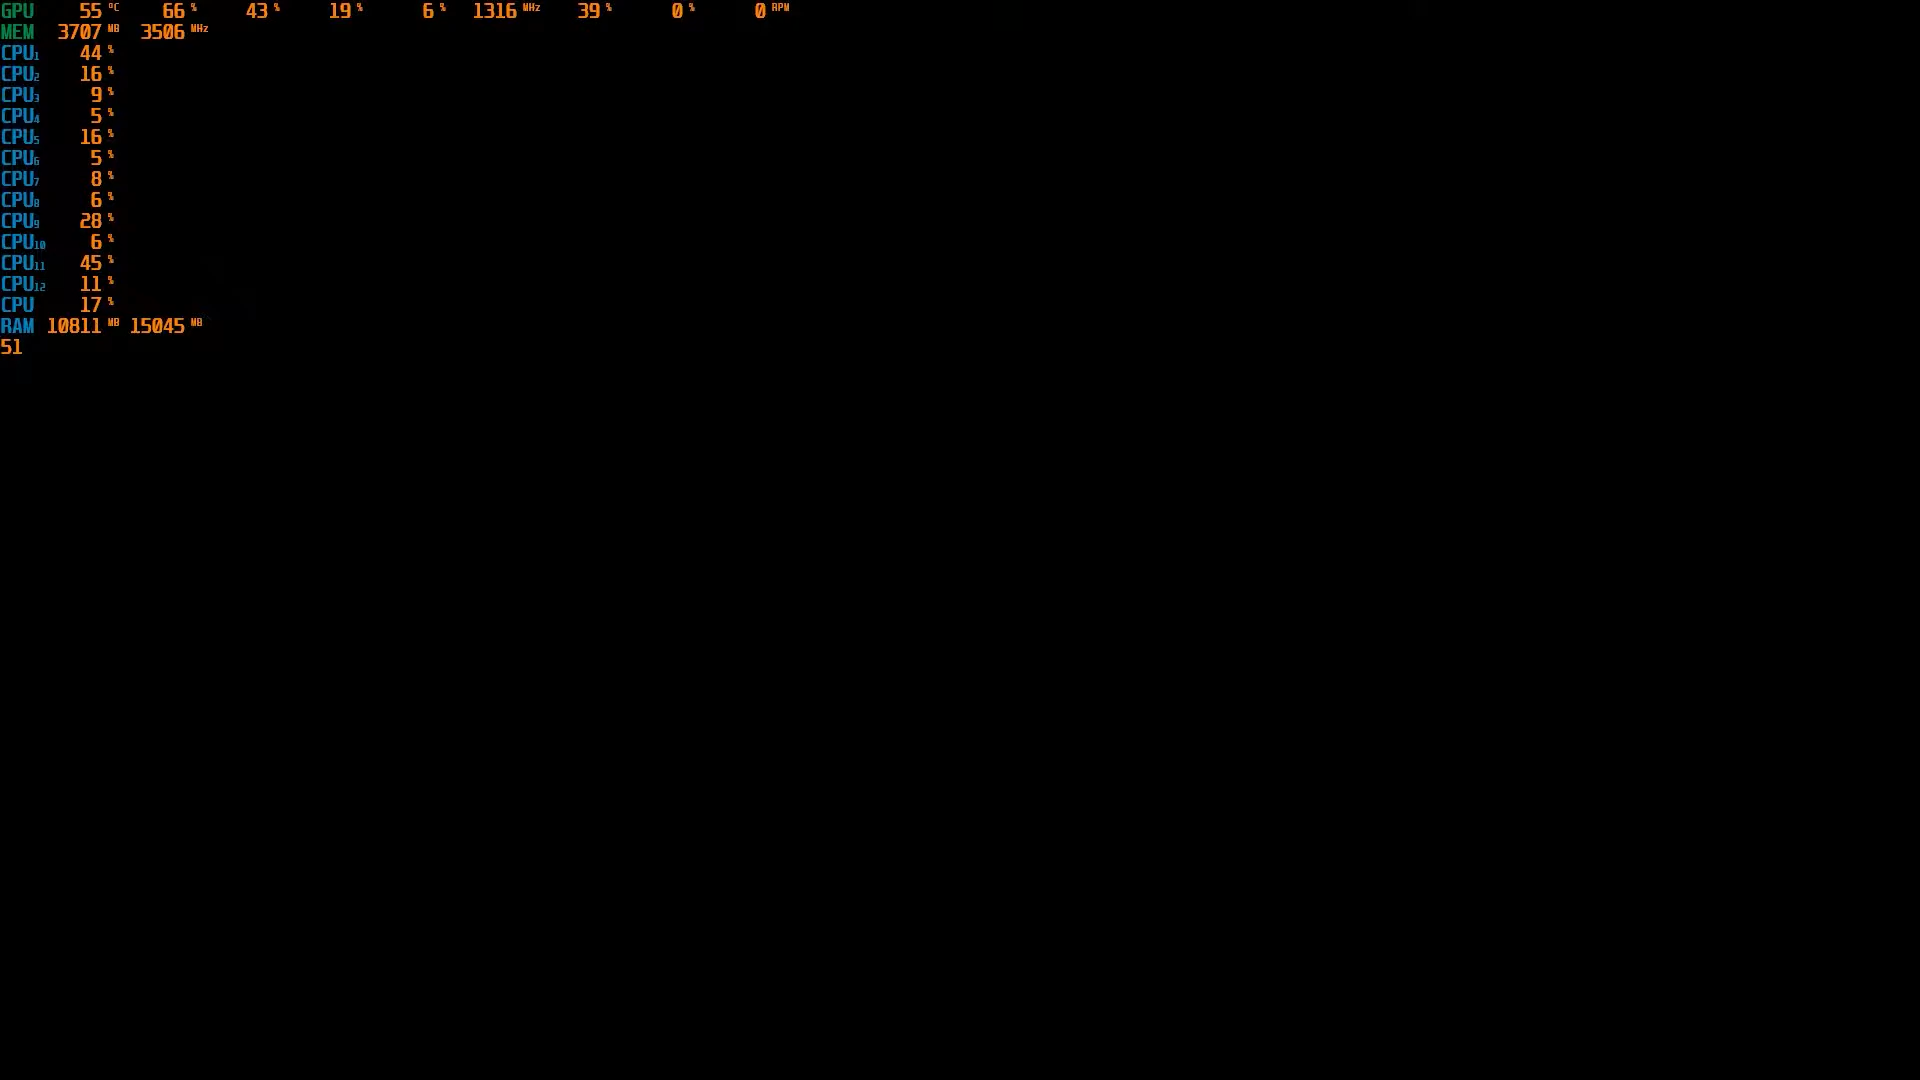 GPU 55 °C 66 % 43 % 19 % 6 % 1316 MHz 39 % 0 % 0 RPM
MEM 3707 MB 3506 MHz
CPU1 44 %
CPU2 16 %
CPU3 9 %
CPU4 5 %
CPU5 16 %
CPU6 5 %
CPU7 8 %
CPU8 6 %
CPU9 28 %
CPU10 6 %
CPU11 45 %
CPU12 11 %
CPU 17 %
RAM 10811 MB 15045 MB
51